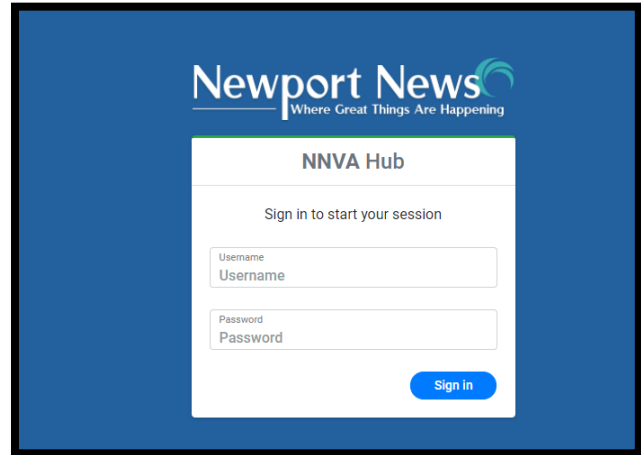 Newport News
Where Great Things Are Happening
NNVA Hub
Sign in to start your session
Username
Username
Password
Password
Sign in